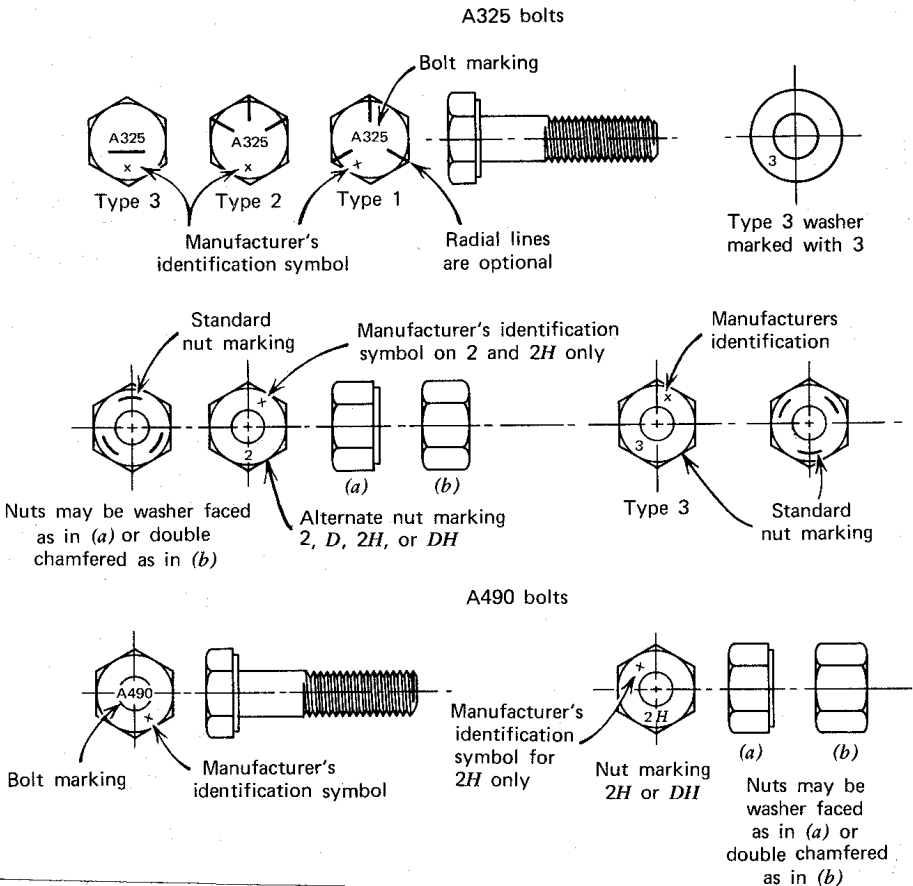 A325 bolts
Bolt marking
A325
x
Type 3
A325
x
Type 2
A325
x
Type 1
3
Manufacturer's
identification symbol
Radial lines
are optional
Type 3 washer
marked with 3
Standard
nut marking
Manufacturer's identification
symbol on 2 and 2H only
Manufacturers
identification
x
2
(a)
(b)
x
3
Type 3
Nuts may be washer faced
as in (a) or double
chamfered as in (b)
Alternate nut marking
2, D, 2H, or DH
Standard
nut marking
A490 bolts
A490
x
Bolt marking
Manufacturer's
identification symbol
Manufacturer's
identification
symbol for
2H only
x
2H
Nut marking
2H or DH
(a)
(b)
Nuts may be
washer faced
as in (a) or
double chamfered
as in (b)